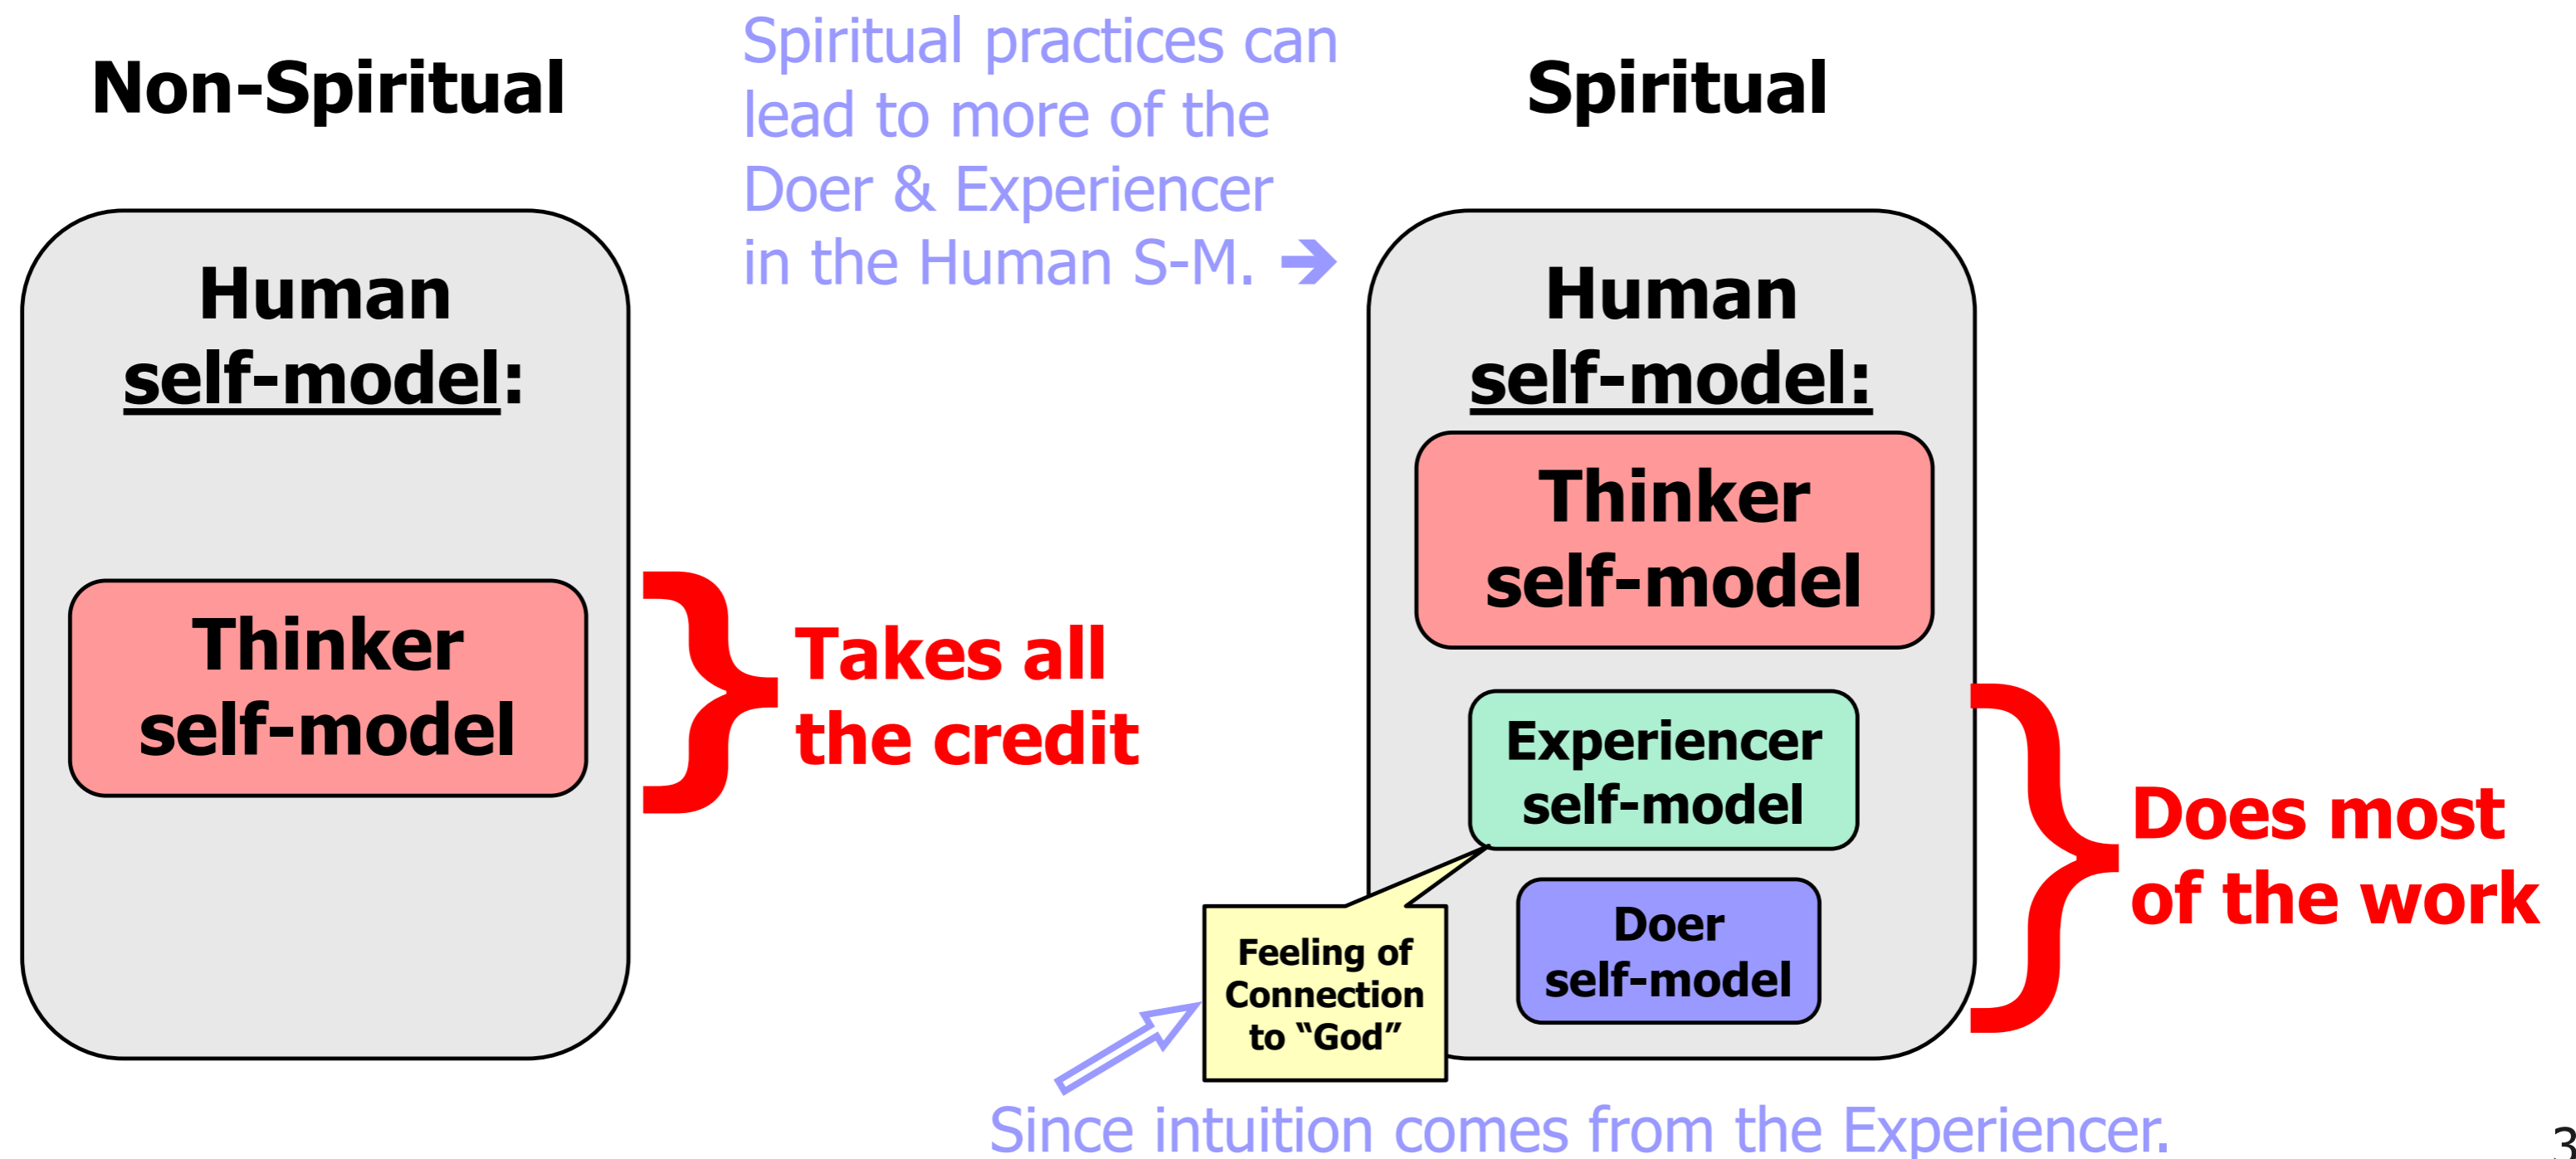 Non-Spiritual
Spiritual practices can
lead to more of the
Doer & Experiencer
in the Human S-M. ➔
Spiritual
Human
self-model:
Thinker
self-model
Takes all
the credit
Human
self-model:
Thinker
self-model
Experiencer
self-model
Doer
self-model
Feeling of
Connection
to “God”
Does most
of the work
Since intuition comes from the Experiencer.
3